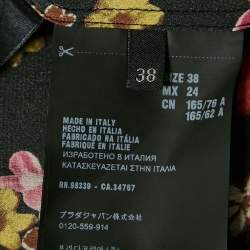 38
SIZE 38
MX 24
CN 165/76 A
165/62 A
MADE IN ITALY
HECHO EN ITALIA
FABRICADO NA ITÁLIA
FABRIQUÉ EN ITALIE
ИЗРАБОТЕНО В ИТАЛИЯ
ΚΑΤΑΣΚΕΥΑΖΕΤΑΙ ΣΤΗΝ ΙΤΑΛΙΑ
RN.90339 - CA.34767
プラダジャパン株式会社
0120-559-914